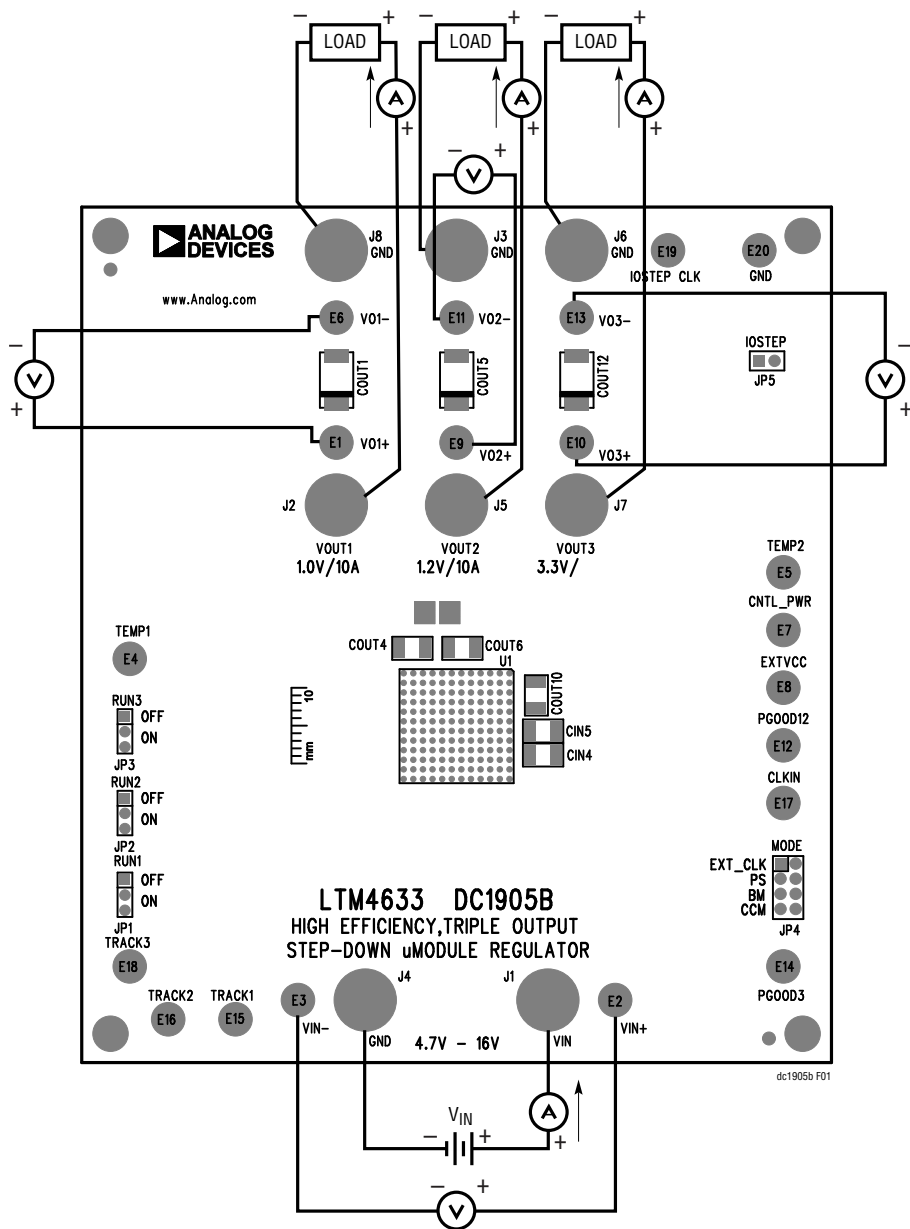 − + − + − +
LOAD LOAD LOAD
A A A
+ + +
− +
V
ANALOG
DEVICES
www.Analog.com
J8
GND
J3
GND
J6
GND
E19
IOSTEP CLK
E20
GND
E6 VO1-
E11 VO2-
E13 VO3-
−
V
+
COUT1
COUT5
COUT12
IOSTEP
JP5
−
V
+
E1 VO1+
E9 VO2+
E10 VO3+
J2
J5
J7
VOUT1
1.0V/10A
VOUT2
1.2V/10A
VOUT3
3.3V/
TEMP2
E5
CNTL_PWR
E7
EXTVCC
E8
PGOOD12
E12
CLKIN
E17
TEMP1
E4
COUT4
COUT6
U1
COUT10
CIN5
CIN4
10
mm
RUN3
OFF
ON
JP3
RUN2
OFF
ON
JP2
RUN1
OFF
ON
JP1
MODE
EXT_CLK
PS
BM
CCM
JP4
LTM4633 DC1905B
HIGH EFFICIENCY,TRIPLE OUTPUT
STEP-DOWN uMODULE REGULATOR
TRACK3
E18
TRACK2
E16
TRACK1
E15
E3
VIN-
J4
GND
4.7V - 16V
J1
VIN
E2
VIN+
E14
PGOOD3
dc1905b F01
VIN
− +
A
+
− +
V